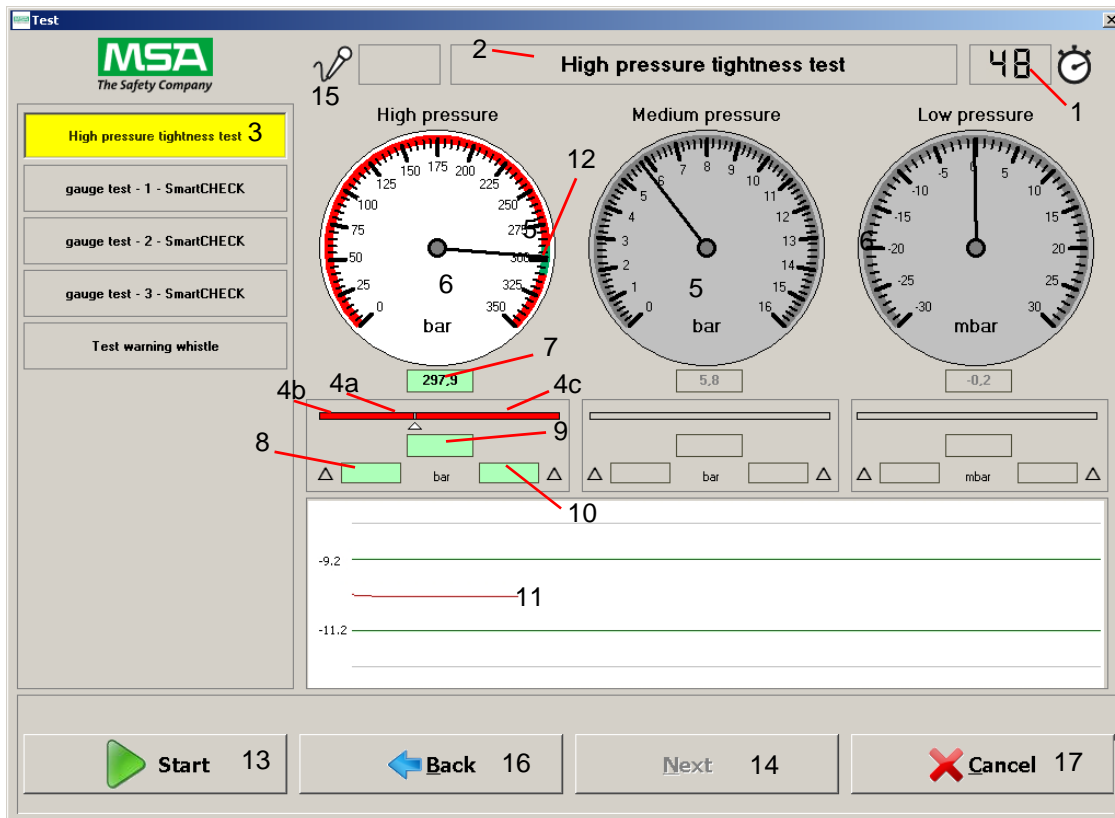 Test
MSA
The Safety Company
15
2
High pressure tightness test
48
1
High pressure tightness test 3
gauge test - 1 - SmartCHECK
gauge test - 2 - SmartCHECK
gauge test - 3 - SmartCHECK
Test warning whistle
High pressure
0 25 50 75 100 125 150 175 200 225 250 275 300 350
5
6
bar
12
297,9
7
Medium pressure
0 1 2 3 4 5 6 7 8 9 10 11 12 13 14 15 16
5
bar
5,8
Low pressure
-30 -25 -20 -15 -10 -5 0 5 10 15 20 25 30
6
mbar
-0,2
4b 4a 4c
8 9
bar
10
bar
mbar
-9.2
11
-11.2
Start 13
Back 16
Next 14
Cancel 17